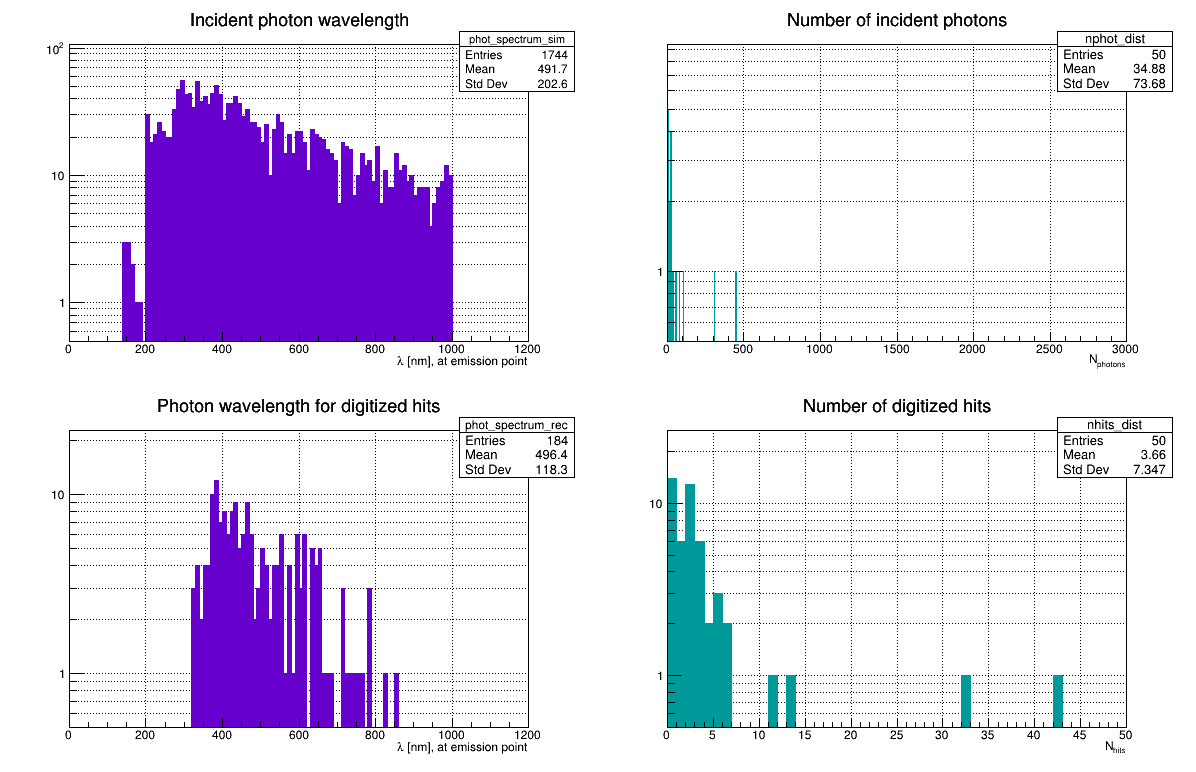 Incident photon wavelength
phot_spectrum_sim
Entries 1744
Mean 491.7
Std Dev 202.6
10²
10
1
0 200 400 600 800 1000 1200
λ [nm], at emission point
Number of incident photons
nphot_dist
Entries 50
Mean 34.88
Std Dev 73.68
1
0 500 1000 1500 2000 2500 3000
Nphotons
Photon wavelength for digitized hits
phot_spectrum_rec
Entries 184
Mean 496.4
Std Dev 118.3
10
1
0 200 400 600 800 1000 1200
λ [nm], at emission point
Number of digitized hits
nhits_dist
Entries 50
Mean 3.66
Std Dev 7.347
10
1
0 5 10 15 20 25 30 35 40 45 50
Nhits